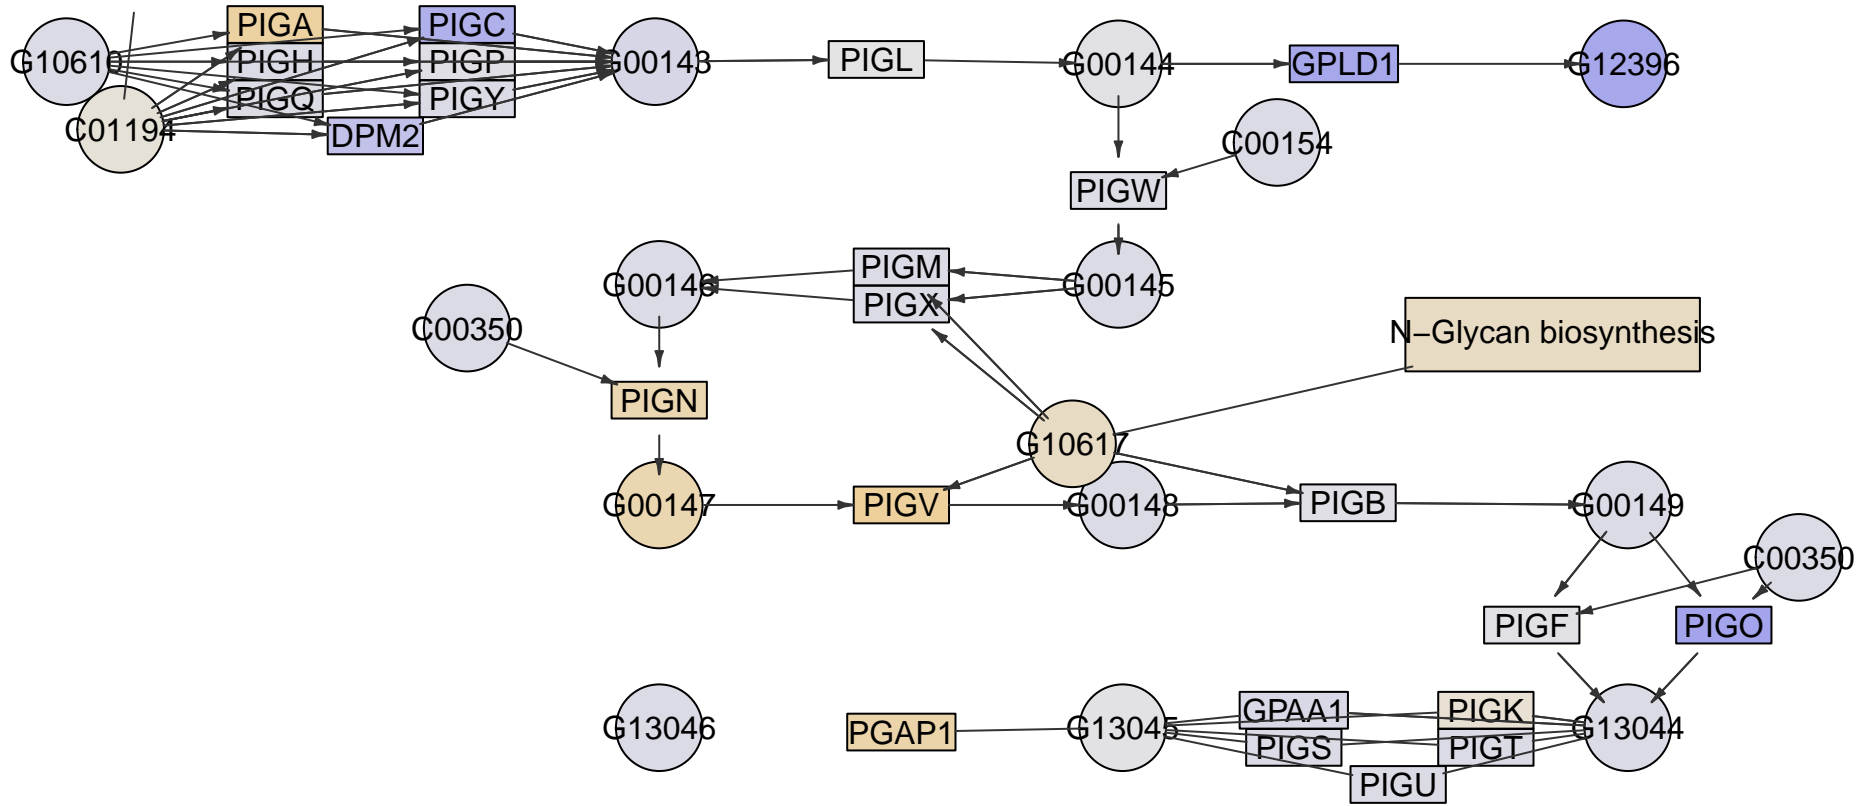 PIGA
PIGC
G10610
PIGH
PIGP
G00143
PIGL
G00144
GPLD1
G12396
PIGQ
PIGY
C01194
DPM2
C00154
PIGW
PIGM
G00146
G00145
PIGX
C00350
N−Glycan biosynthesis
PIGN
G10617
G00147
PIGV
G00148
PIGB
G00149
C00350
PIGF
PIGO
GPAA1
PIGK
G13046
PGAP1
G13045
G13044
PIGS
PIGT
PIGU